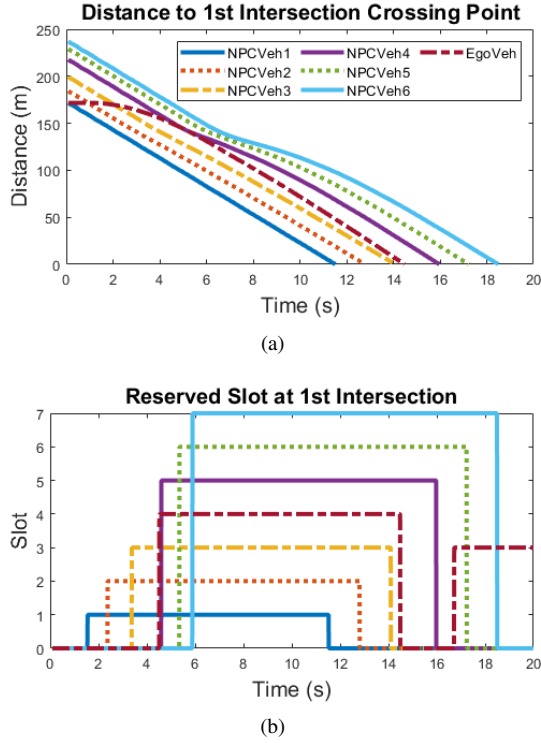 Distance to 1st Intersection Crossing Point
250
200
150
100
50
0
Distance (m)
NPCVeh1 NPCVeh4 EgoVeh
NPCVeh2 NPCVeh5
NPCVeh3 NPCVeh6
0 2 4 6 8 10 12 14 16 18 20
Time (s)
(a)
Reserved Slot at 1st Intersection
7
6
5
4
3
2
1
0
Slot
0 2 4 6 8 10 12 14 16 18 20
Time (s)
(b)